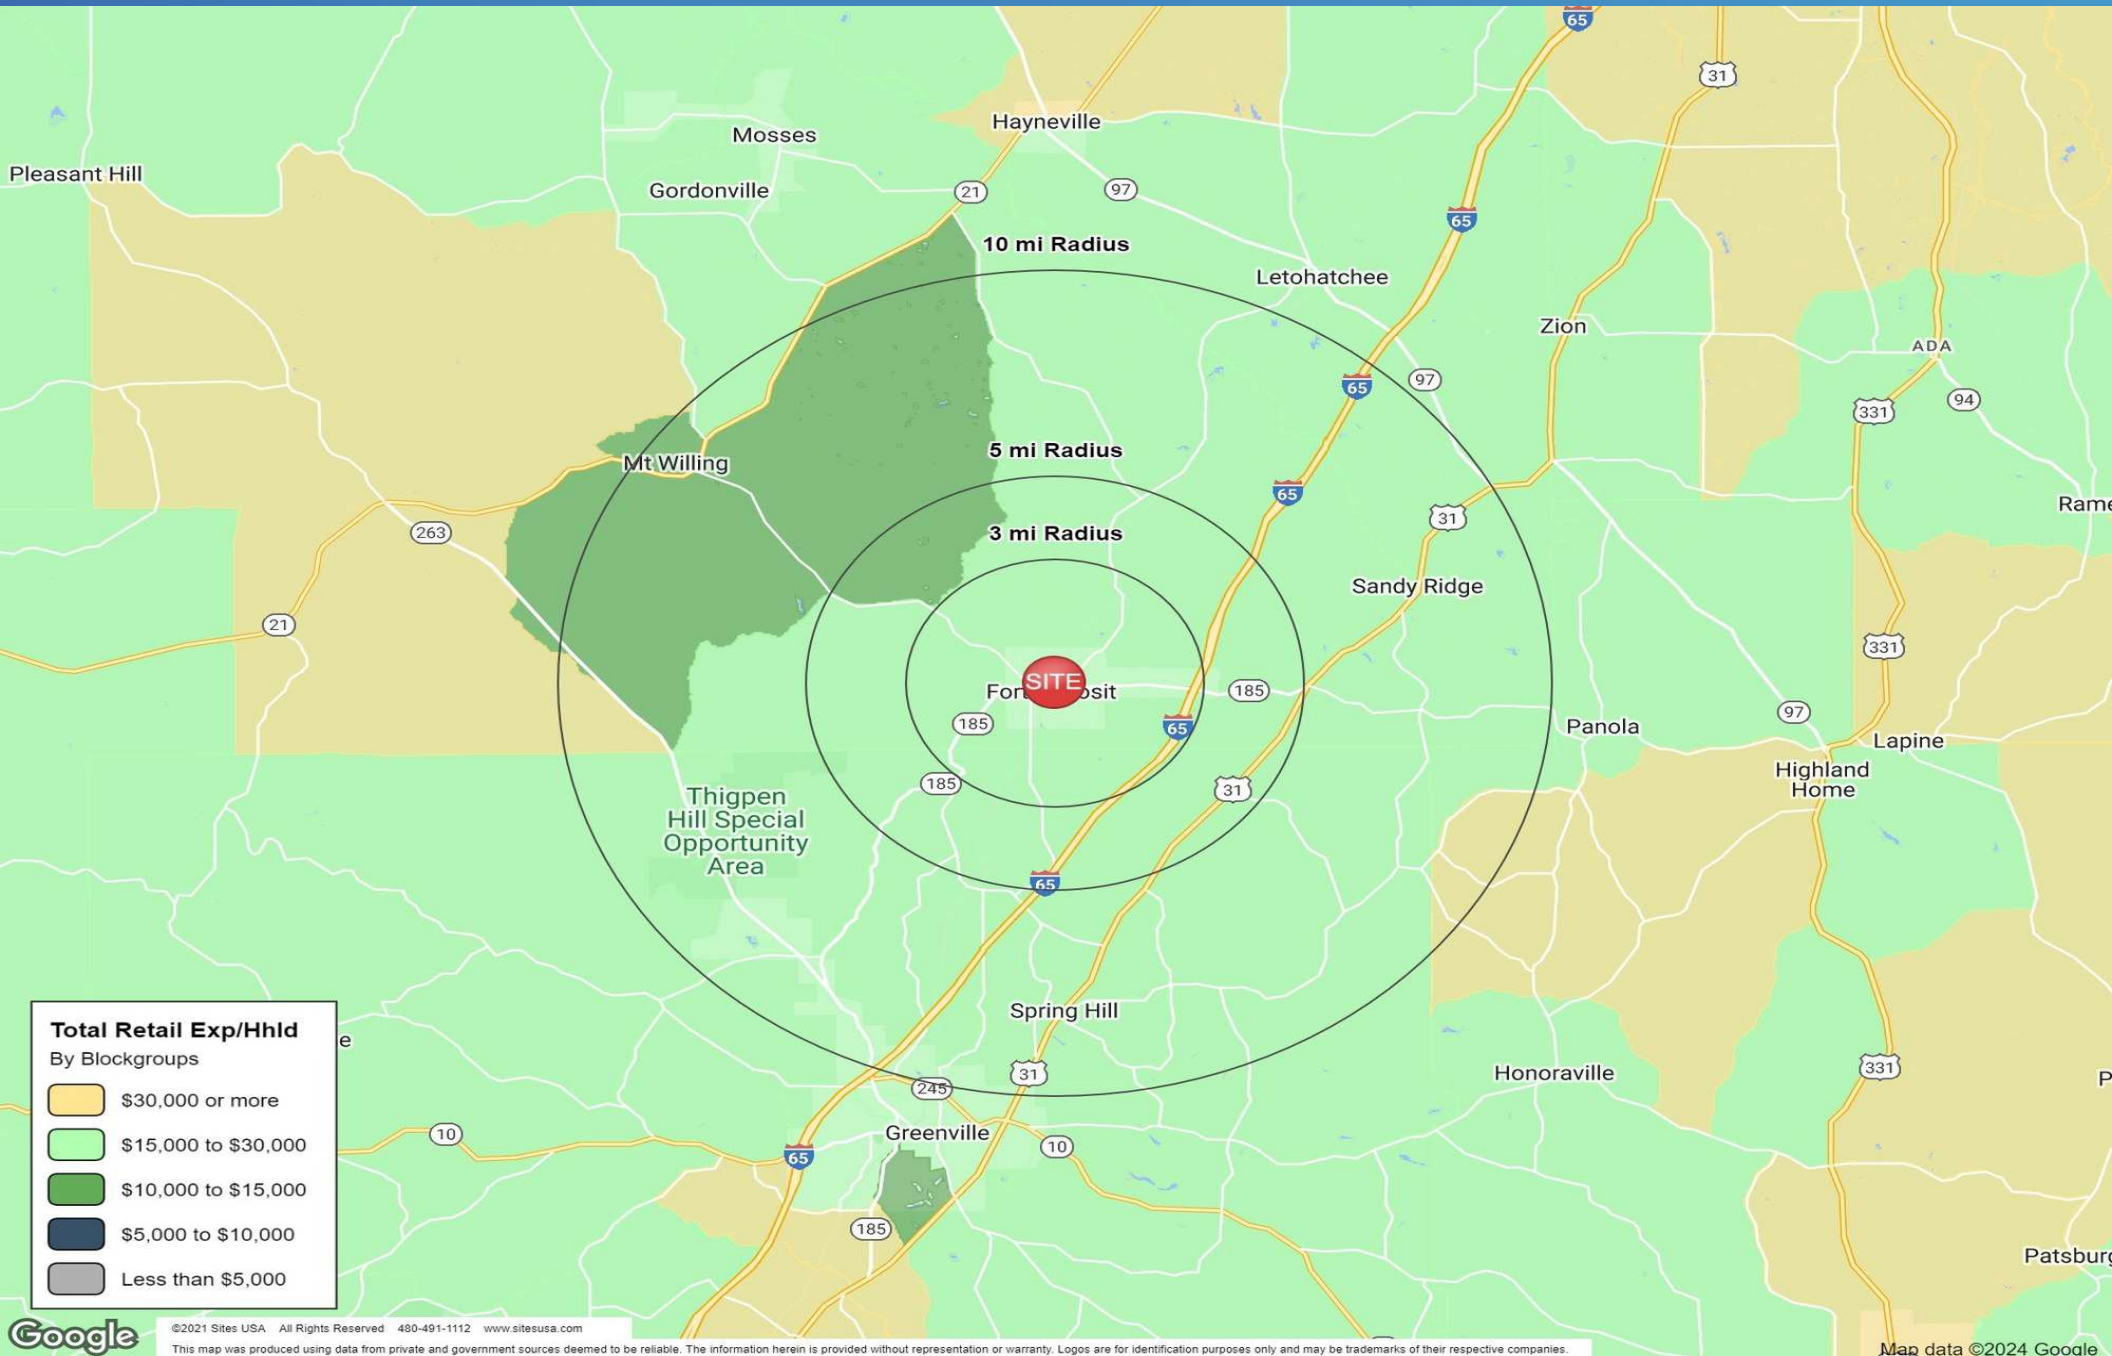 65
31
Hayneville
Mosses
Pleasant Hill
Gordonville
21
97
65
10 mi Radius
Letohatchee
Zion
ADA
65
97
331
94
5 mi Radius
Mt Willing
65
Rame
31
263
3 mi Radius
Sandy Ridge
21
331
SITE
Fort
osit
185
185
65
97
Panola
Lapine
Highland
Home
185
31
Thigpen
Hill Special
Opportunity
Area
65
Spring Hill
Total Retail Exp/Hhld
By Blockgroups
$30,000 or more
$15,000 to $30,000
$10,000 to $15,000
$5,000 to $10,000
Less than $5,000
e
31
Honoraville
331
P
245
10
Greenville
10
65
185
Patsburg
Google
©2021 Sites USA All Rights Reserved 480-491-1112 www.sitesusa.com
This map was produced using data from private and government sources deemed to be reliable. The information herein is provided without representation or warranty. Logos are for identification purposes only and may be trademarks of their respective companies.
Map data ©2024 Google